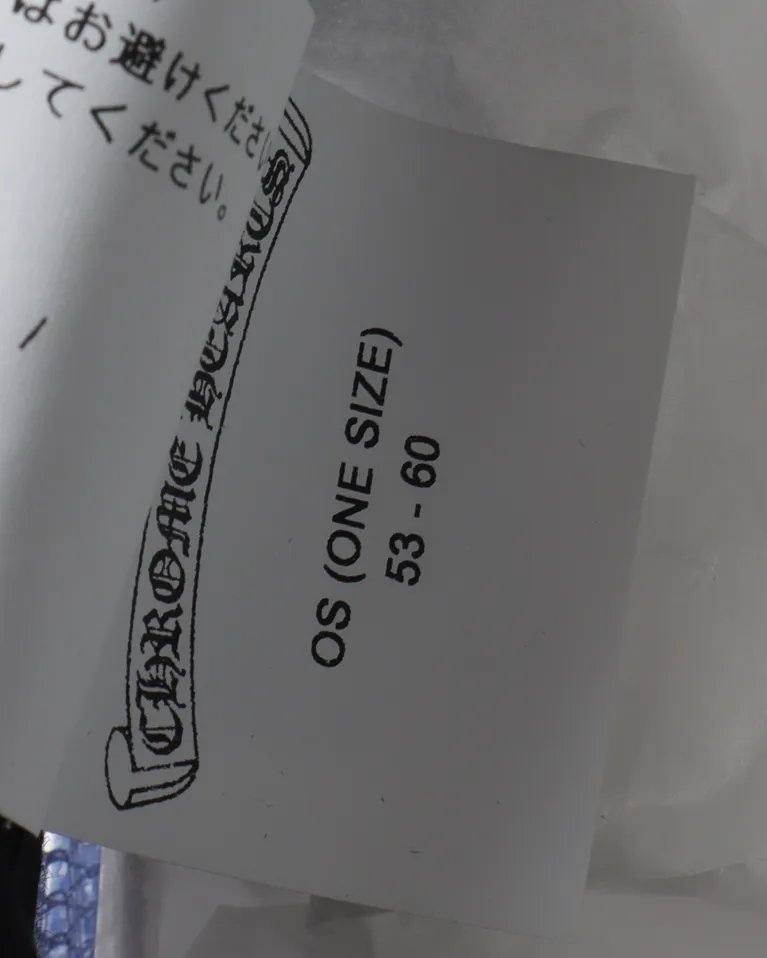 はお避けください
してください。
CHROME HEARTS
OS (ONE SIZE)
53 - 60